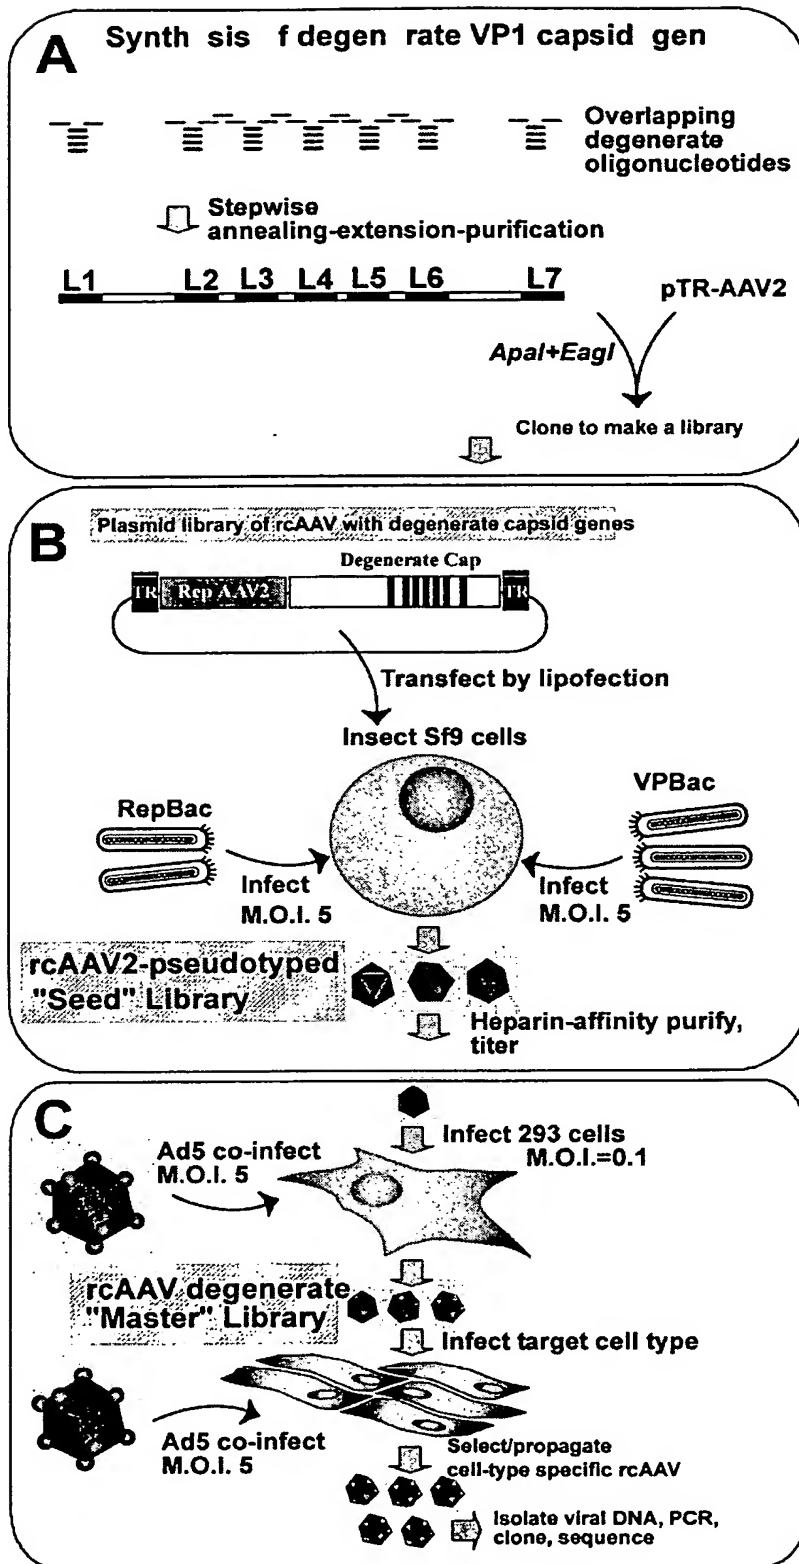 A
Synth sis f degen rate VP1 capsid gen
Overlapping
degenerate
oligonucleotides
Stepwise
annealing-extension-purification
L1 L2 L3 L4 L5 L6 L7
pTR-AAV2
ApaI+EagI
Clone to make a library
B
Plasmid library of rcAAV with degenerate capsid genes
Degenerate Cap
TR Rep AAV2 TR
Transfect by lipofection
Insect Sf9 cells
RepBac
VPBac
Infect
M.O.I. 5
Infect
M.O.I. 5
rcAAV2-pseudotyped
"Seed" Library
Heparin-affinity purify,
titer
C
Infect 293 cells
M.O.I.=0.1
Ad5 co-infect
M.O.I. 5
rcAAV degenerate
"Master" Library
Infect target cell type
Ad5 co-infect
M.O.I. 5
Select/propagate
cell-type specific rcAAV
Isolate viral DNA, PCR,
clone, sequence